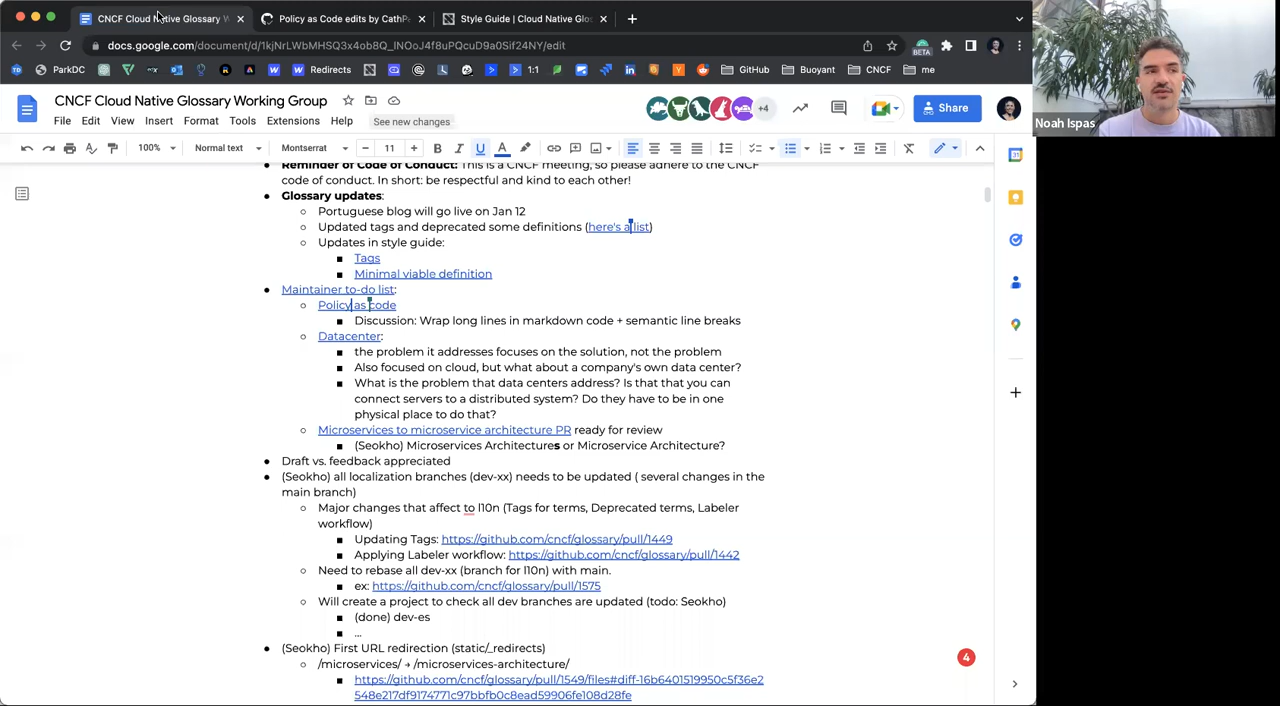 CNCF Cloud Native Glossary W
Policy as Code edits by CathP
Style Guide | Cloud Native Glos
docs.google.com/document/d/1kjNrLWbMHSQ3x4ob8Q_lNOoJ4f8uPQcuD9a0Sif24NY/edit
BETA
ParkDC
Redirects
1:1
GitHub
Buoyant
CNCF
me
CNCF Cloud Native Glossary Working Group
+4
Share
File Edit View Insert Format Tools Extensions Help
See new changes
Noah Ispas
100% Normal text Montserrat 11
Reminder of Code of Conduct: This is a CNCF meeting, so please adhere to the CNCF
code of conduct. In short: be respectful and kind to each other!
Glossary updates:
Portuguese blog will go live on Jan 12
Updated tags and deprecated some definitions (here's a list)
Updates in style guide:
Tags
Minimal viable definition
Maintainer to-do list:
Policy as code
Discussion: Wrap long lines in markdown code + semantic line breaks
Datacenter:
the problem it addresses focuses on the solution, not the problem
Also focused on cloud, but what about a company's own data center?
What is the problem that data centers address? Is that that you can
connect servers to a distributed system? Do they have to be in one
physical place to do that?
Microservices to microservice architecture PR ready for review
(Seokho) Microservices Architectures or Microservice Architecture?
Draft vs. feedback appreciated
(Seokho) all localization branches (dev-xx) needs to be updated ( several changes in the
main branch)
Major changes that affect to l10n (Tags for terms, Deprecated terms, Labeler
workflow)
Updating Tags: https://github.com/cncf/glossary/pull/1449
Applying Labeler workflow: https://github.com/cncf/glossary/pull/1442
Need to rebase all dev-xx (branch for l10n) with main.
ex: https://github.com/cncf/glossary/pull/1575
Will create a project to check all dev branches are updated (todo: Seokho)
(done) dev-es
...
(Seokho) First URL redirection (static/_redirects)
/microservices/ → /microservices-architecture/
https://github.com/cncf/glossary/pull/1549/files#diff-16b6401519950c5f36e2
548e217df9174771c97bbfb0c8ead59906fe108d28fe
4